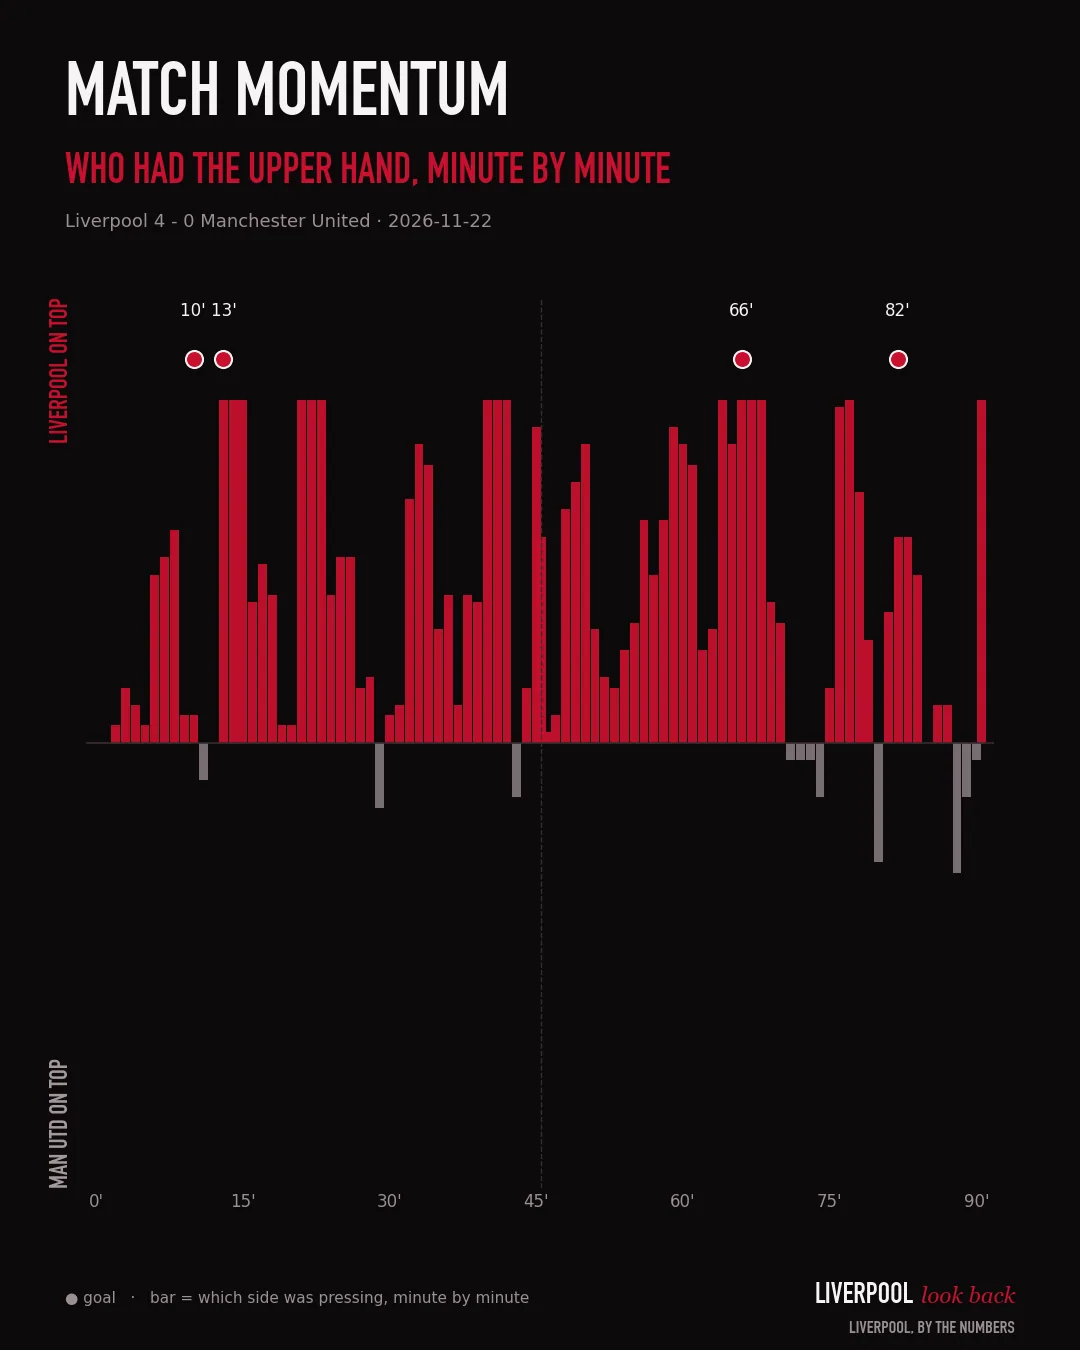 MATCH MOMENTUM
WHO HAD THE UPPER HAND, MINUTE BY MINUTE
Liverpool 4 - 0 Manchester United · 2026-11-22
LIVERPOOL ON TOP
10' 13' 66' 82'
MAN UTD ON TOP
0' 15' 30' 45' 60' 75' 90'
● goal · bar = which side was pressing, minute by minute
LIVERPOOL look back
LIVERPOOL, BY THE NUMBERS